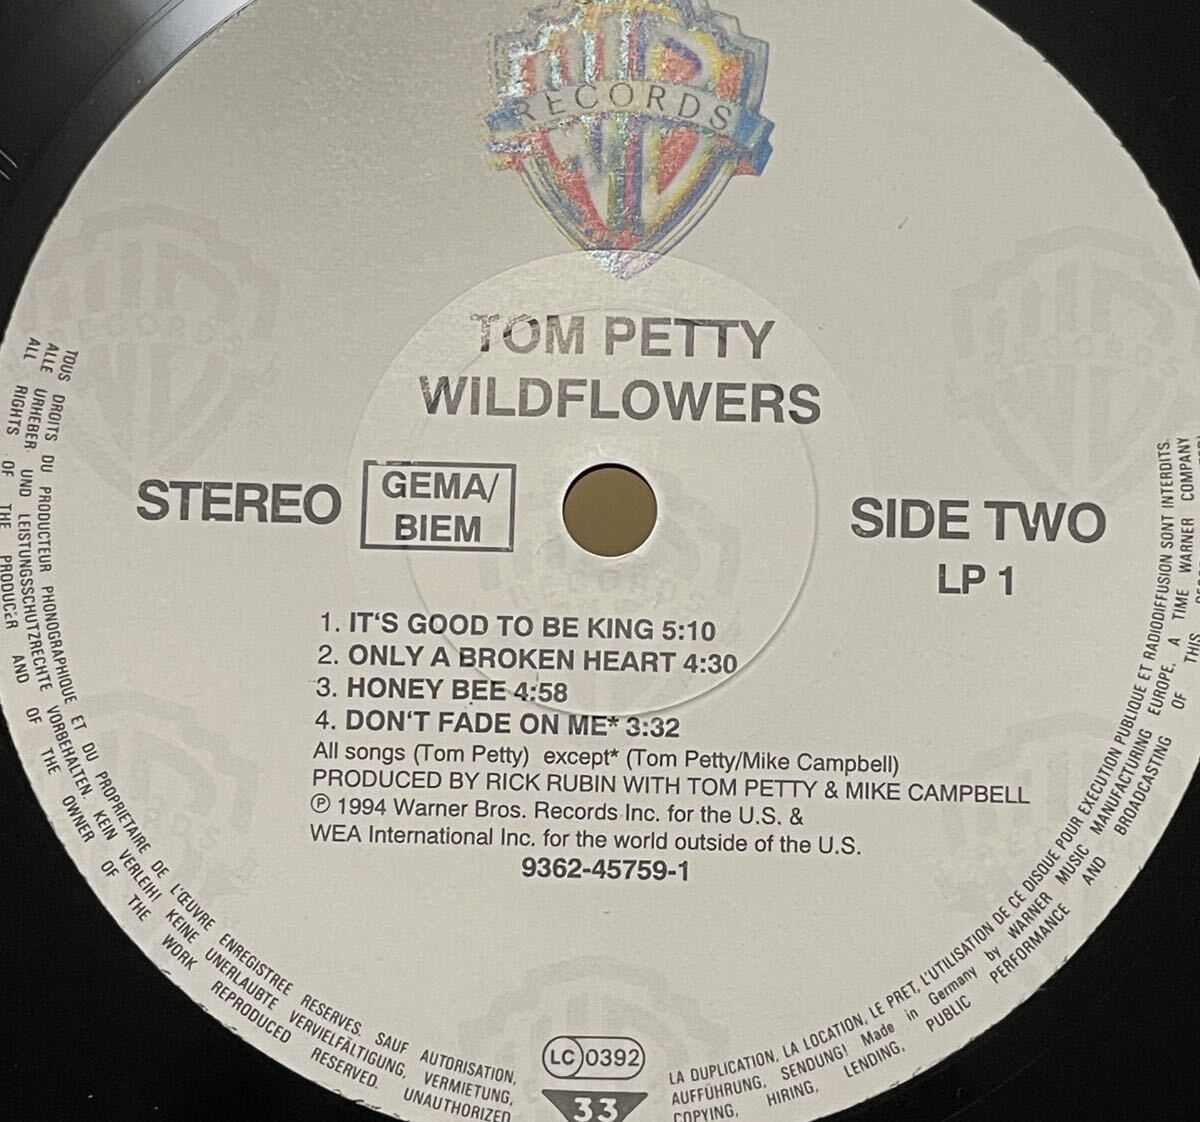 RECORDS
TOM PETTY
WILDFLOWERS
STEREO
GEMA/
BIEM
SIDE TWO
LP 1
1. IT'S GOOD TO BE KING 5:10
2. ONLY A BROKEN HEART 4:30
3. HONEY BEE 4:58
4. DON'T FADE ON ME* 3:32
All songs (Tom Petty) except* (Tom Petty/Mike Campbell)
PRODUCED BY RICK RUBIN WITH TOM PETTY & MIKE CAMPBELL
℗ 1994 Warner Bros. Records Inc. for the U.S. &
WEA International Inc. for the world outside of the U.S.
9362-45759-1
TOUS DROITS DU PRODUCTEUR PHONOGRAPHIQUE ET DU PROPRIETAIRE DE L'ŒUVRE ENREGISTREE RESERVES. SAUF AUTORISATION,
ALLE URHEBER UND LEISTUNGSSCHUTZRECHTE VORBEHALTEN. KEIN VERLEIH! KEINE UNERLAUBTE VERVIELFÄLTIGUNG, VERMIETUNG,
ALL RIGHTS OF THE PRODUCER AND OF THE OWNER OF THE WORK REPRODUCED RESERVED. UNAUTHORIZED
LC 0392
33
LA DUPLICATION, LA LOCATION, LE PRET, L'UTILISATION DE CE DISQUE POUR EXECUTION PUBLIQUE ET RADIODIFFUSION SONT INTERDITS.
AUFFÜHRUNG, SENDUNG! Made in Germany by WARNER MUSIC MANUFACTURING EUROPE, A TIME WARNER COMPANY
COPYING, HIRING, LENDING, PUBLIC PERFORMANCE AND BROADCASTING OF THIS